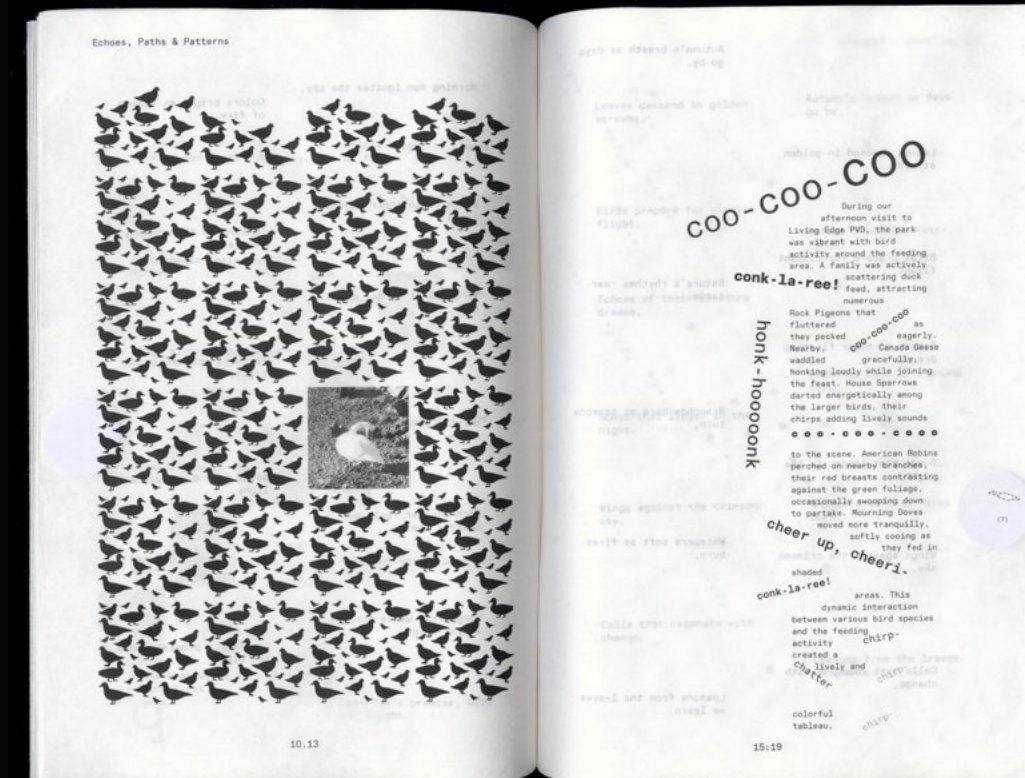 Echoes, Paths & Patterns
10.13
coo-coo-coo
During our
afternoon visit to
Living Edge PVD, the park
was vibrant with bird
activity around the feeding
area. A family was actively
conk-la-ree!
scattering duck
feed, attracting
numerous
Rock Pigeons that
fluttered as
coo-coo-coo
they pecked eagerly.
Nearby, Canada Geese
waddled gracefully,
honking loudly while joining
the feast. House Sparrows
darted energetically among
the larger birds, their
chirps adding lively sounds
honk-hooooonk
coo-coo-cooo
to the scene. American Robins
perched on nearby branches,
their red breasts contrasting
against the green foliage,
occasionally swooping down
to partake. Mourning Doves
moved more tranquilly,
softly cooing as
they fed in
cheer up, cheeri-
shaded
conk-la-ree!
areas. This
dynamic interaction
between various bird species
and the feeding
activity chirp-
created a
lively and
chatter chirp-
colorful
tableau, chirp-
15:19
(7)